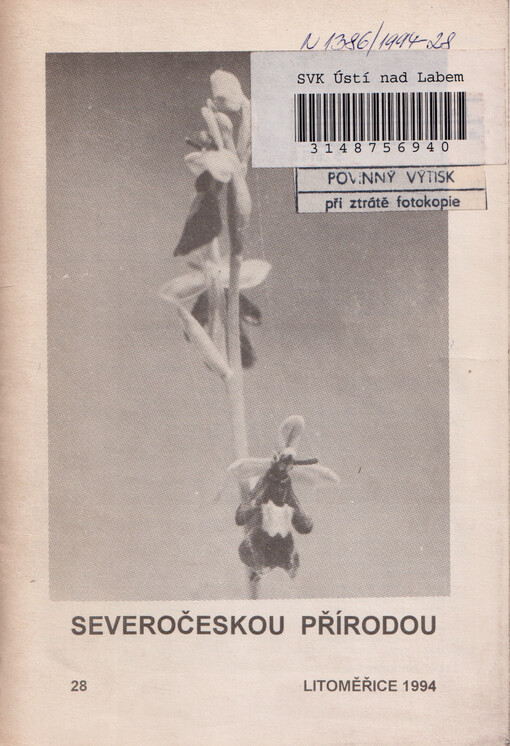 N 1386/1994-28
SVK Ústí nad Labem
3148756940
POVINNÝ VÝTISK
při ztrátě fotokopie
SEVEROČESKOU PŘÍRODOU
28 LITOMĚŘICE 1994